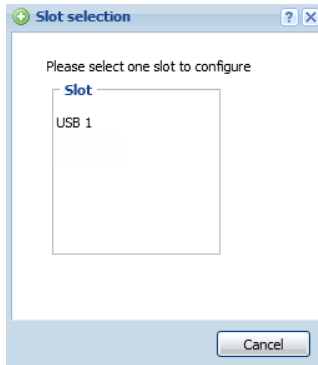 Slot selection
Please select one slot to configure
Slot
USB 1
Cancel